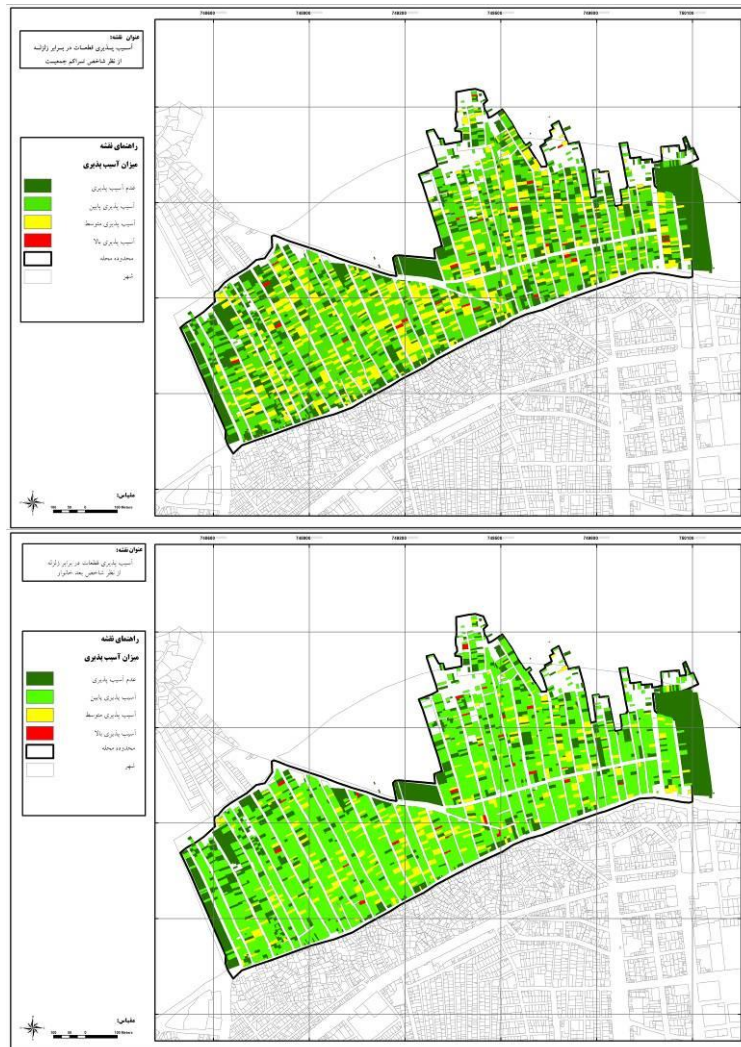 عنوان نقشه:
آسیب پذیری قطعات در برابر زلزله
از نظر شاخص تراکم جمعیت
راهنمای نقشه
میزان آسیب پذیری
عدم آسیب پذیری
آسیب پذیری پایین
آسیب پذیری متوسط
آسیب پذیری بالا
محدوده محله
شهر
مقیاس:
عنوان نقشه:
آسیب پذیری قطعات در برابر زلزله
از نظر شاخص بعد خانوار
راهنمای نقشه
میزان آسیب پذیری
عدم آسیب پذیری
آسیب پذیری پایین
آسیب پذیری متوسط
آسیب پذیری بالا
محدوده محله
شهر
مقیاس: